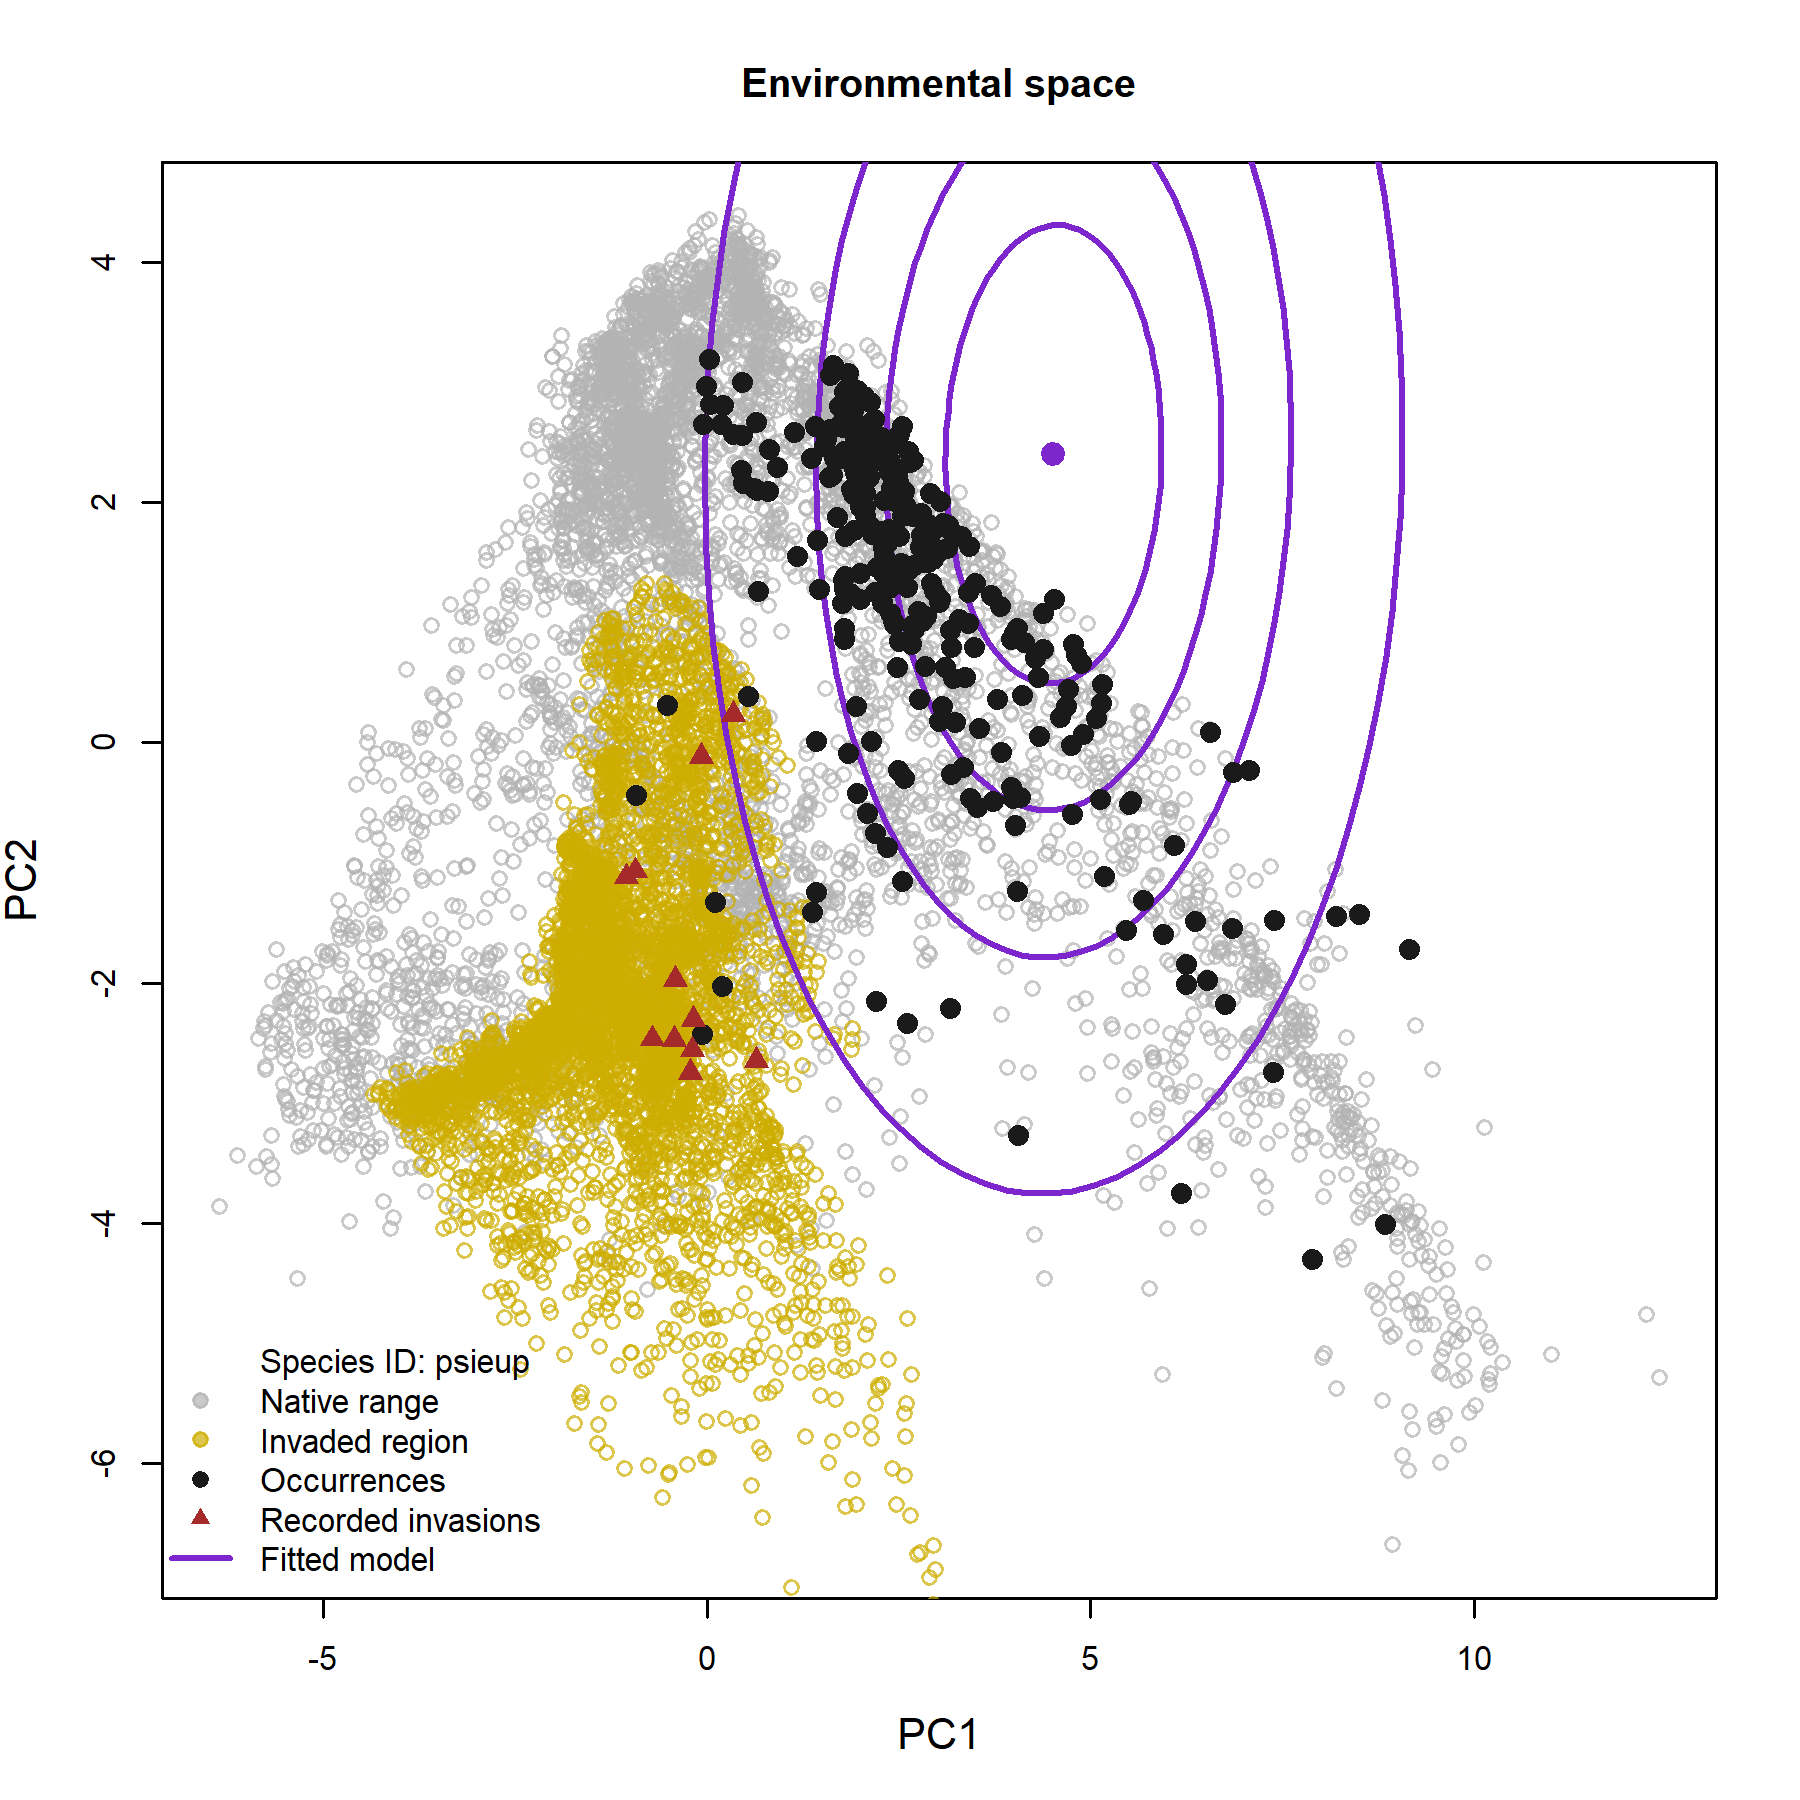 Environmental space
4
2
0
-2
-4
-6
PC2
Species ID: psieup
Native range
Invaded region
Occurrences
Recorded invasions
Fitted model
-5
0
5
10
PC1